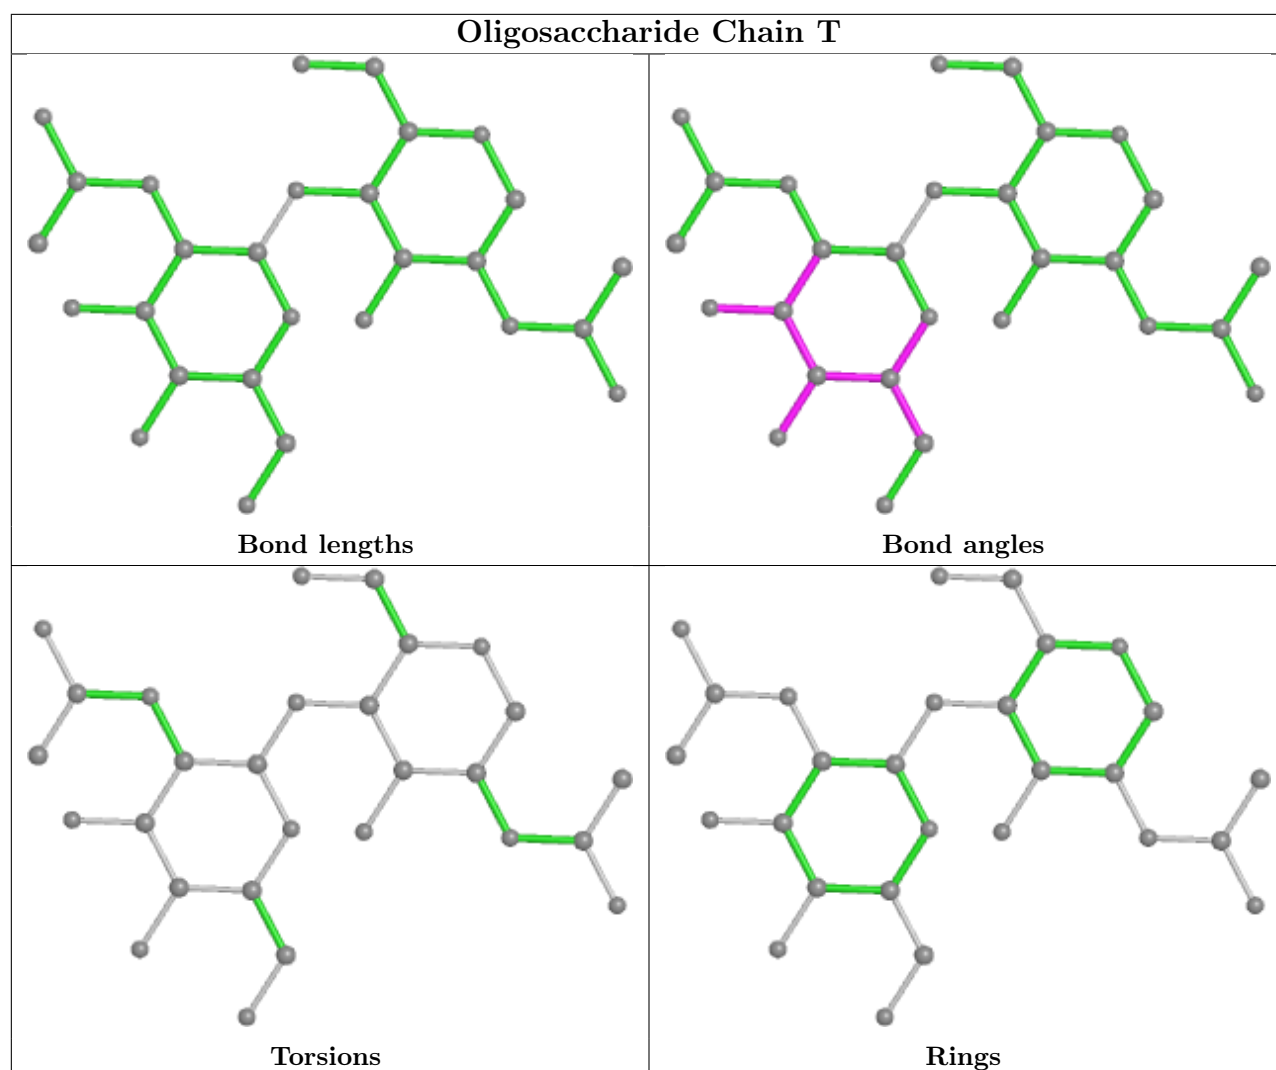 Oligosaccharide Chain T
Bond lengths
Bond angles
Torsions
Rings